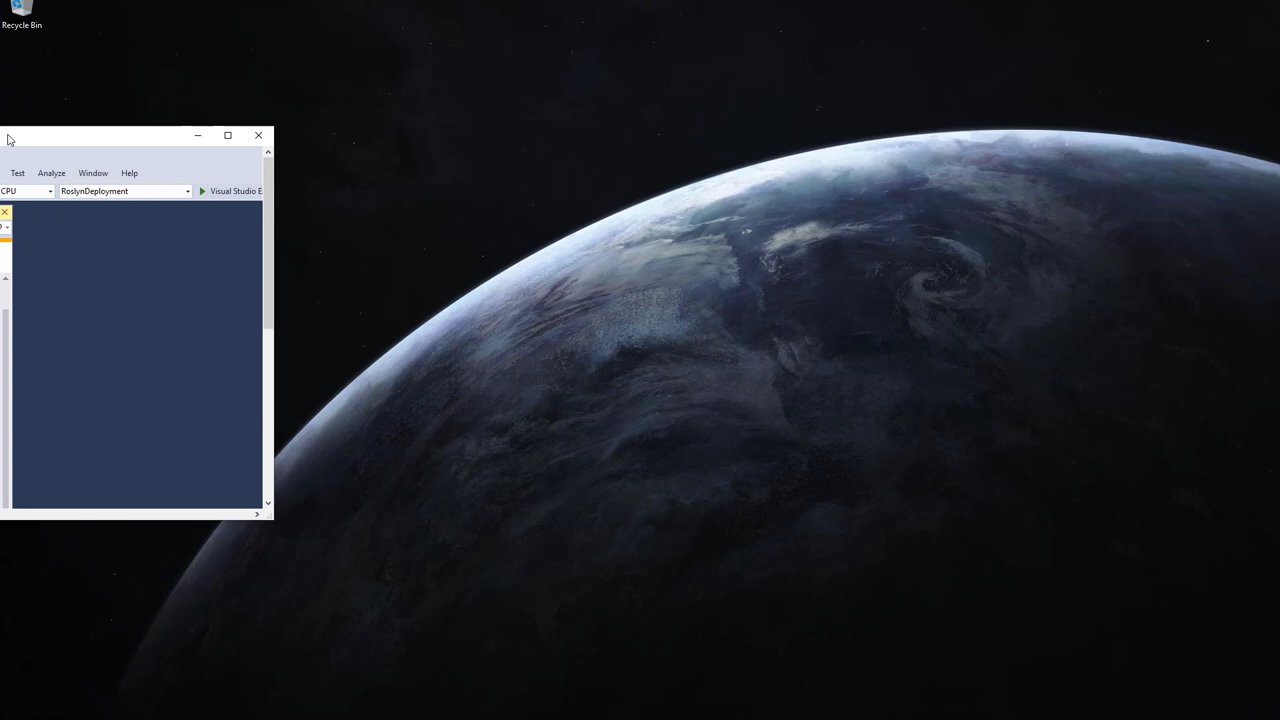 Recycle Bin
Test Analyze Window Help
CPU RoslynDeployment Visual Studio E